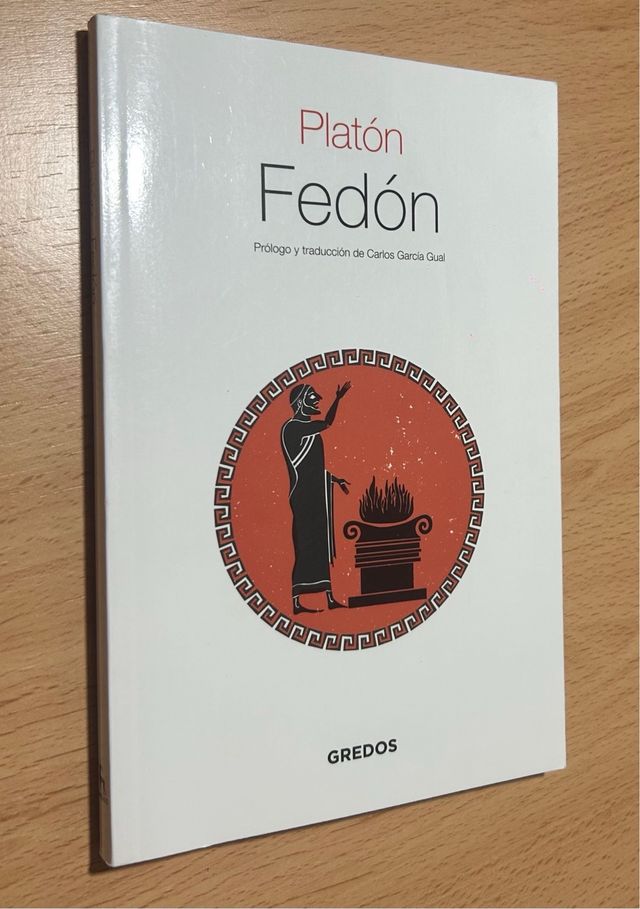 Platón
Fedón
Prólogo y traducción de Carlos García Gual
GREDOS